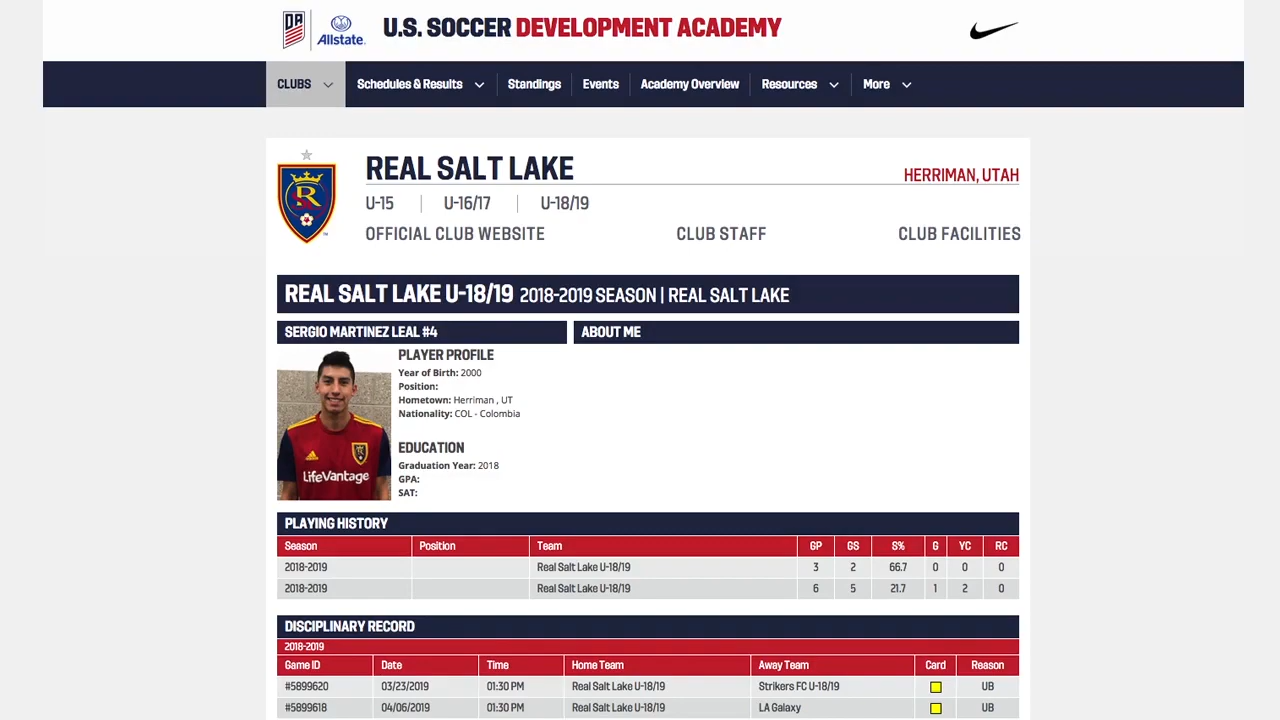 DA
Allstate.
U.S. SOCCER DEVELOPMENT ACADEMY
CLUBS Schedules & Results Standings Events Academy Overview Resources More
REAL SALT LAKE
HERRIMAN, UTAH
U-15 U-16/17 U-18/19
OFFICIAL CLUB WEBSITE CLUB STAFF CLUB FACILITIES
REAL SALT LAKE U-18/19 2018-2019 SEASON | REAL SALT LAKE
SERGIO MARTINEZ LEAL #4 ABOUT ME
PLAYER PROFILE
Year of Birth: 2000
Position:
Hometown: Herriman , UT
Nationality: COL - Colombia
EDUCATION
Graduation Year: 2018
GPA:
SAT:
LifeVantage
PLAYING HISTORY
Season Position Team GP GS S% G YC RC
2018-2019 Real Salt Lake U-18/19 3 2 66.7 0 0 0
2018-2019 Real Salt Lake U-18/19 6 5 21.7 1 2 0
DISCIPLINARY RECORD
2018-2019
Game ID Date Time Home Team Away Team Card Reason
#5899620 03/23/2019 01:30 PM Real Salt Lake U-18/19 Strikers FC U-18/19 UB
#5899618 04/06/2019 01:30 PM Real Salt Lake U-18/19 LA Galaxy UB